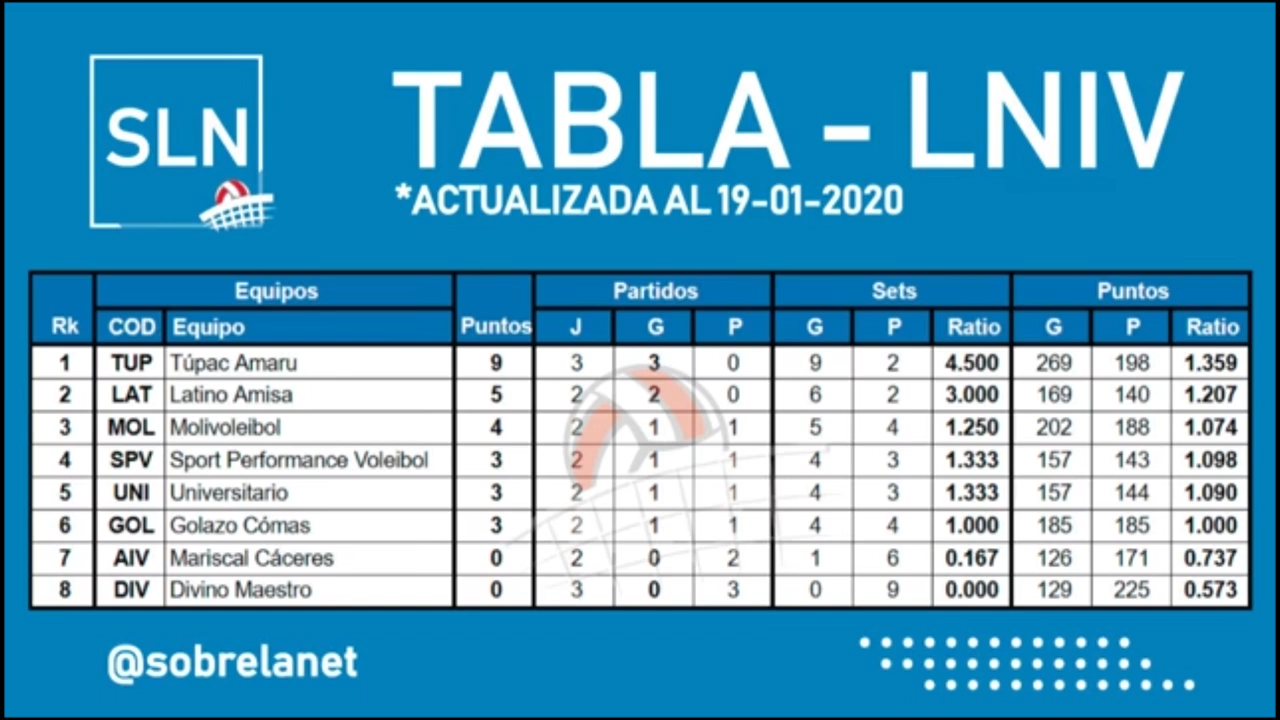 SLN
TABLA - LNIV
*ACTUALIZADA AL 19-01-2020
Equipos Partidos Sets Puntos
Rk COD Equipo Puntos J G P G P Ratio G P Ratio
1 TUP Túpac Amaru 9 3 3 0 9 2 4.500 269 198 1.359
2 LAT Latino Amisa 5 2 2 0 6 2 3.000 169 140 1.207
3 MOL Molivoleibol 4 2 1 1 5 4 1.250 202 188 1.074
4 SPV Sport Performance Voleibol 3 2 1 1 4 3 1.333 157 143 1.098
5 UNI Universitario 3 2 1 1 4 3 1.333 157 144 1.090
6 GOL Golazo Cómas 3 2 1 1 4 4 1.000 185 185 1.000
7 AIV Mariscal Cáceres 0 2 0 2 1 6 0.167 126 171 0.737
8 DIV Divino Maestro 0 3 0 3 0 9 0.000 129 225 0.573
@sobrelanet